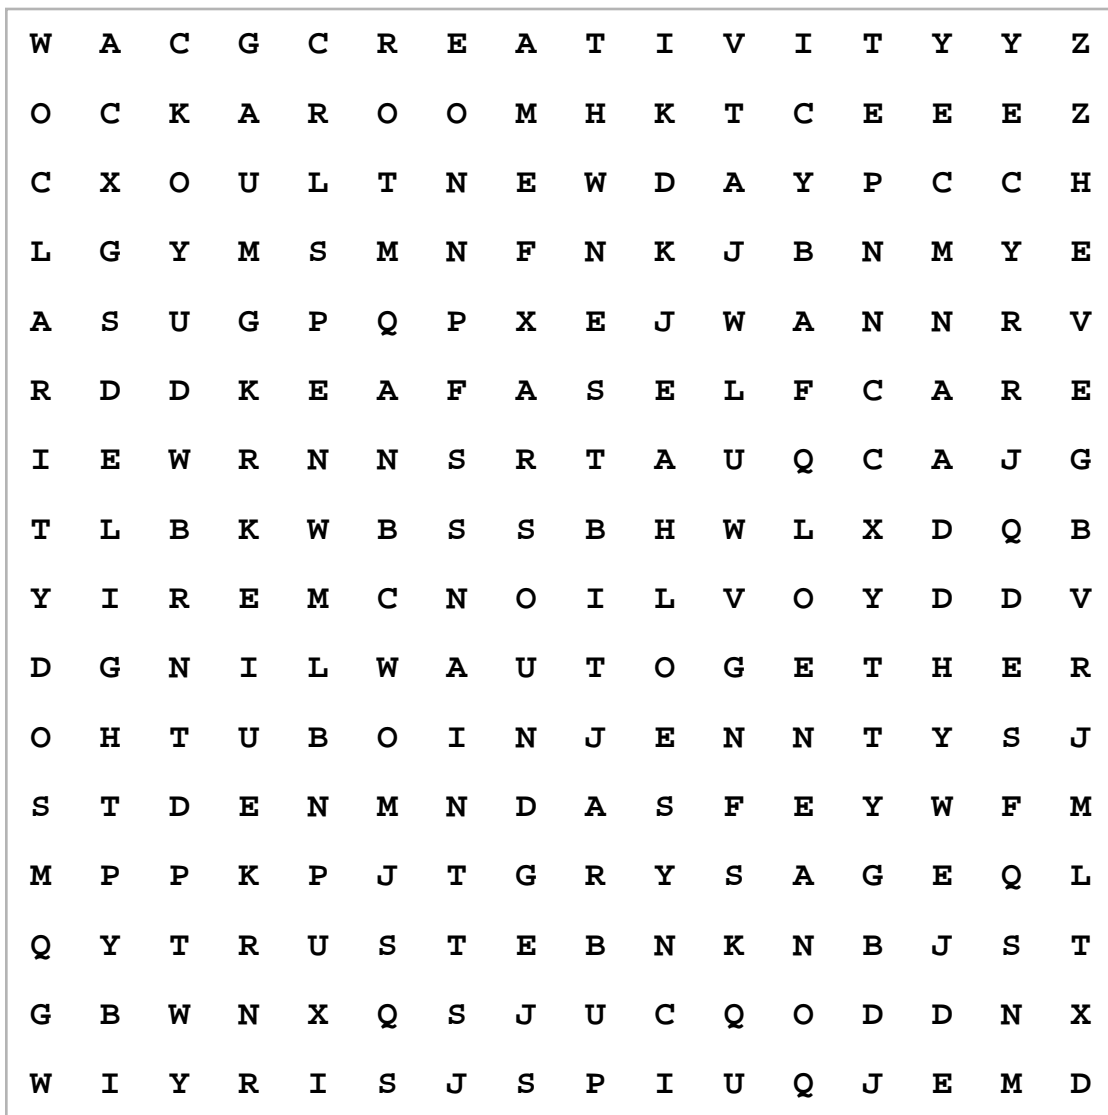 W A C G C R E A T I V I T Y Y Z
O C K A R O O M H K T C E E E Z
C X O U L T N E W D A Y P C C H
L G Y M S M N F N K J B N M Y E
A S U G P Q P X E J W A N N R V
R D D K E A F A S E L F C A R E
I E W R N N S R T A U Q C A J G
T L B K W B S S B H W L X D Q B
Y I R E M C N O I L V O Y D D V
D G N I L W A U T O G E T H E R
O H T U B O I N J E N N T Y S J
S T D E N M N D A S F E Y W F M
M P P K P J T G R Y S A G E Q L
Q Y T R U S T E B N K N B J S T
G B W N X Q S J U C Q O D D N X
W I Y R I S J S P I U Q J E M D